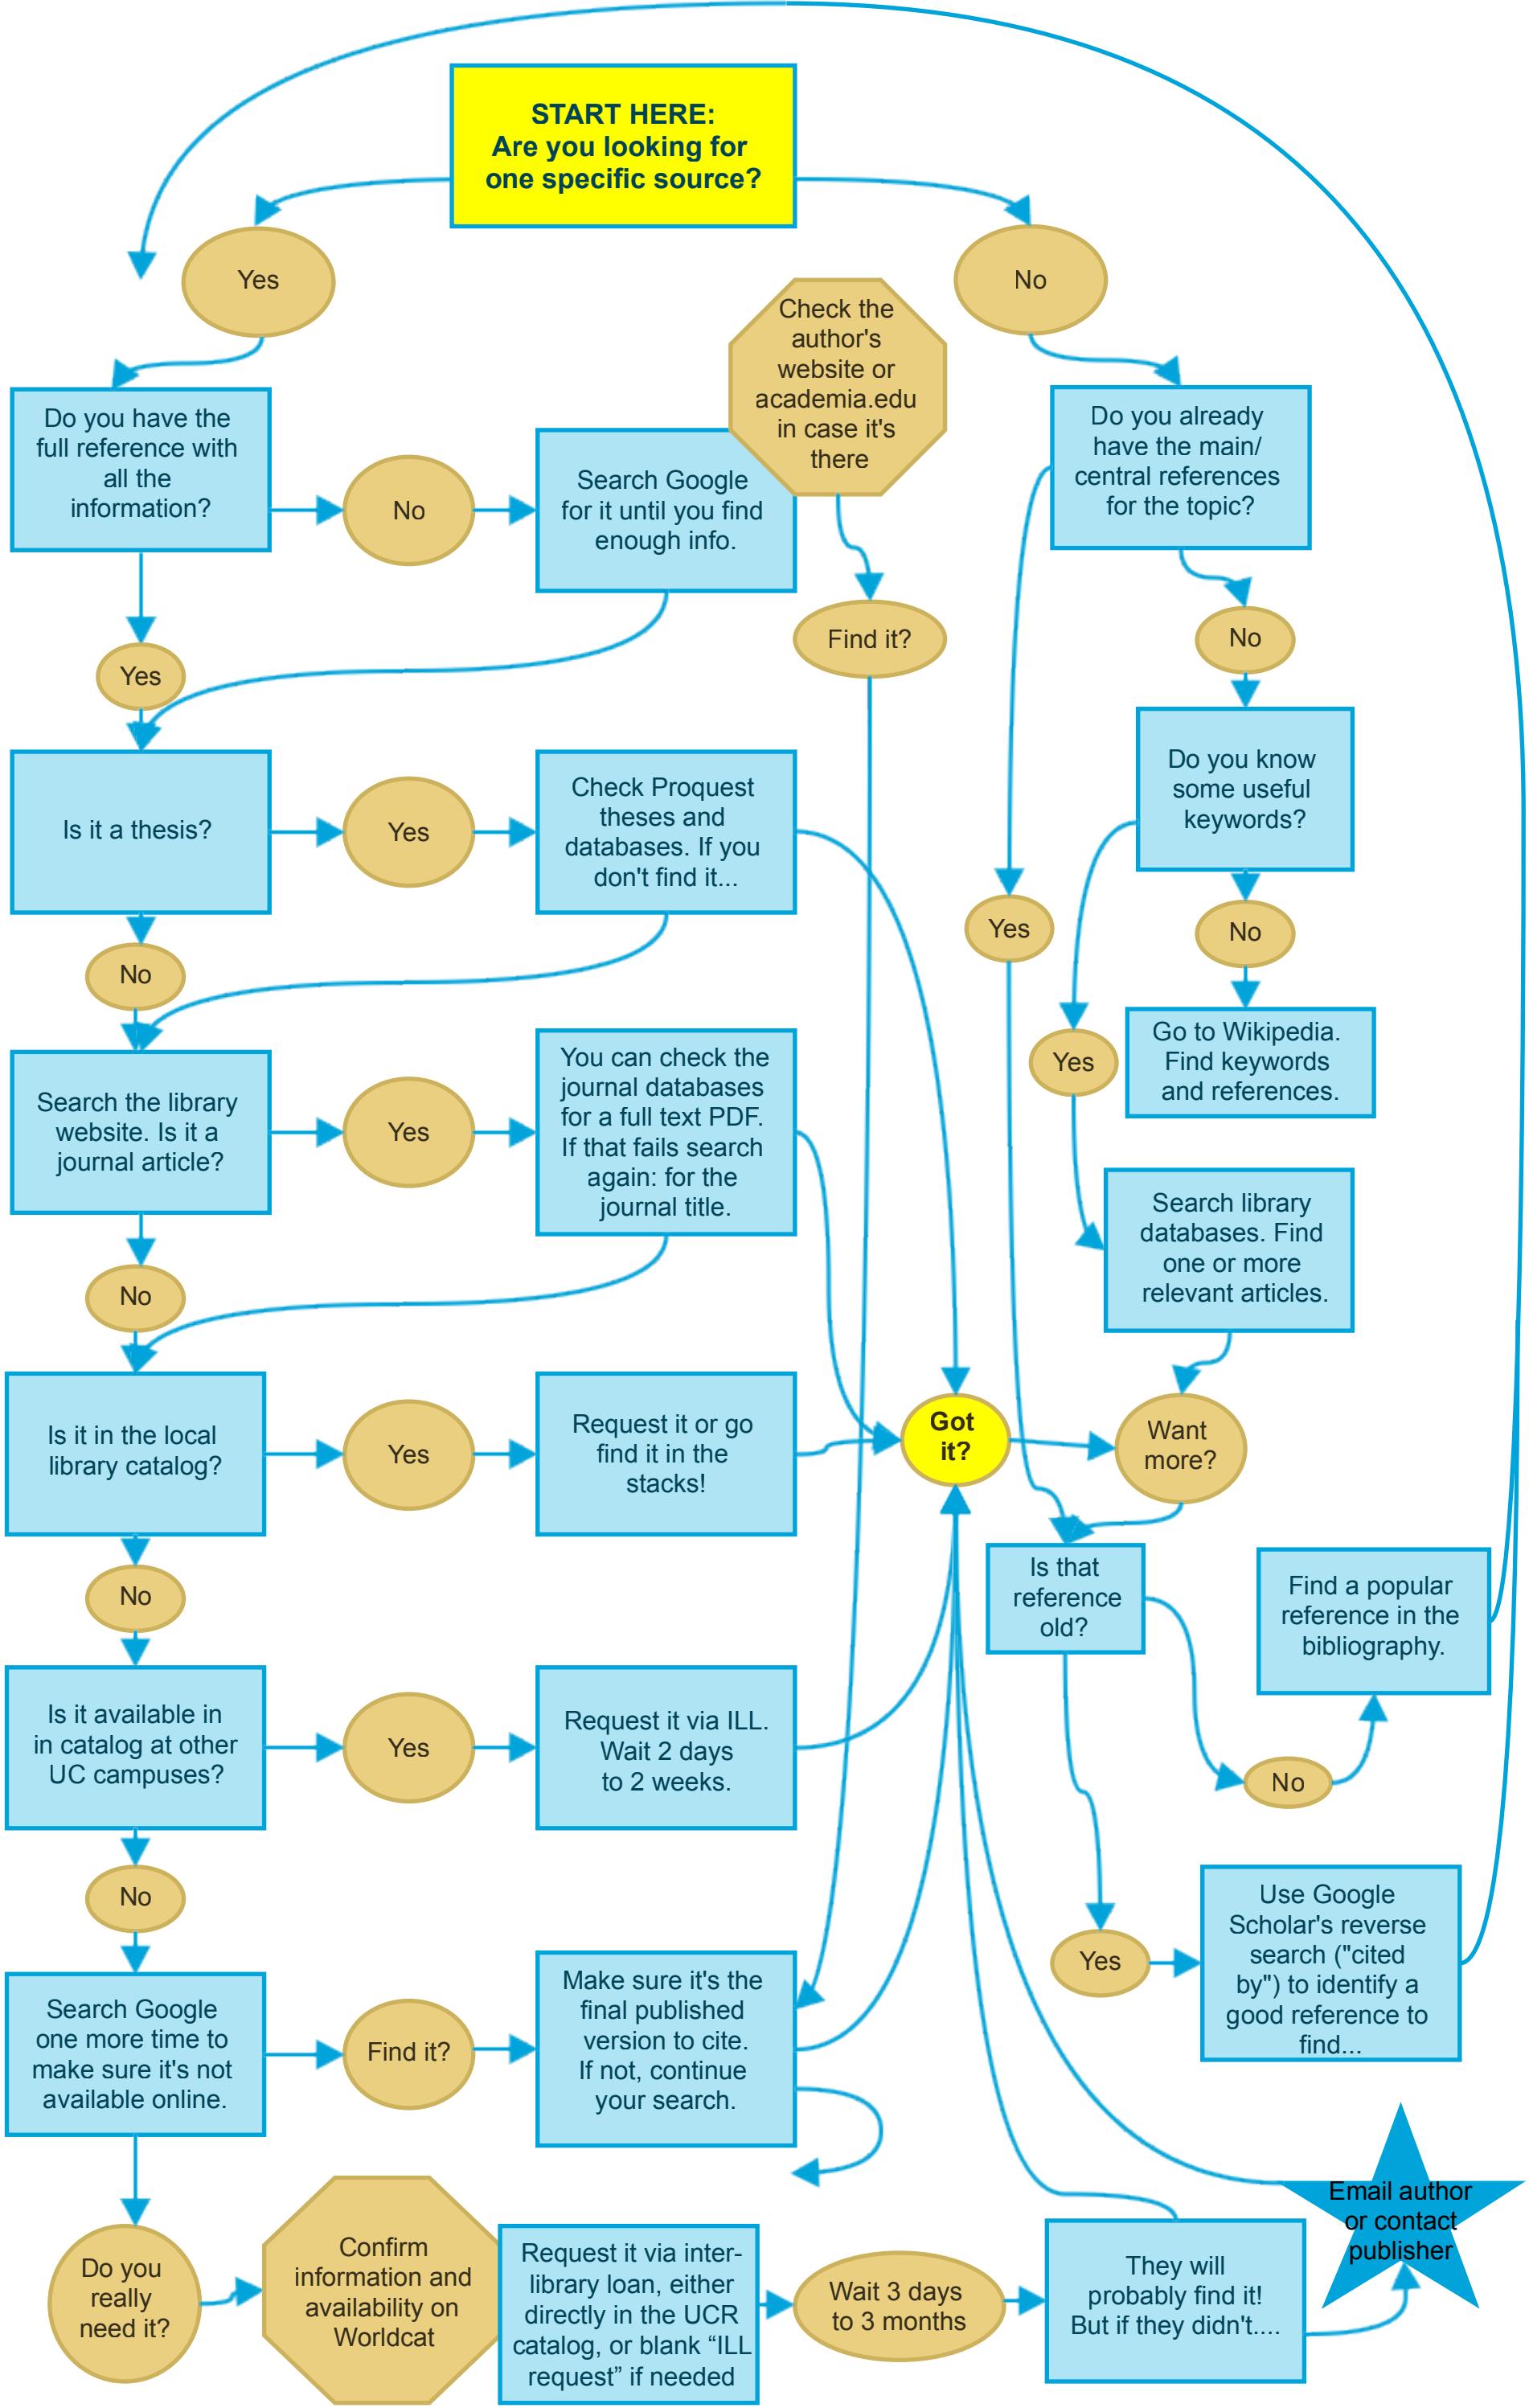 START HERE:
Are you looking for
one specific source?
Yes
No
Check the
author's
website or
academia.edu
in case it's
there
Do you have the
full reference with
all the
information?
No
Search Google
for it until you find
enough info.
Do you already
have the main/
central references
for the topic?
Find it?
No
Yes
Do you know
some useful
keywords?
Is it a thesis?
Yes
Check Proquest
theses and
databases. If you
don't find it...
Yes
No
No
Go to Wikipedia.
Find keywords
and references.
Yes
Search the library
website. Is it a
journal article?
Yes
You can check the
journal databases
for a full text PDF.
If that fails search
again: for the
journal title.
Search library
databases. Find
one or more
relevant articles.
No
Is it in the local
library catalog?
Yes
Request it or go
find it in the
stacks!
Got
it?
Want
more?
Is that
reference
old?
Find a popular
reference in the
bibliography.
No
Is it available in
in catalog at other
UC campuses?
Yes
Request it via ILL.
Wait 2 days
to 2 weeks.
No
No
Yes
Use Google
Scholar's reverse
search ("cited
by") to identify a
good reference to
find...
Search Google
one more time to
make sure it's not
available online.
Find it?
Make sure it's the
final published
version to cite.
If not, continue
your search.
Email author
or contact
publisher
Do you
really
need it?
Confirm
information and
availability on
Worldcat
Request it via inter-
library loan, either
directly in the UCR
catalog, or blank “ILL
request” if needed
Wait 3 days
to 3 months
They will
probably find it!
But if they didn't....